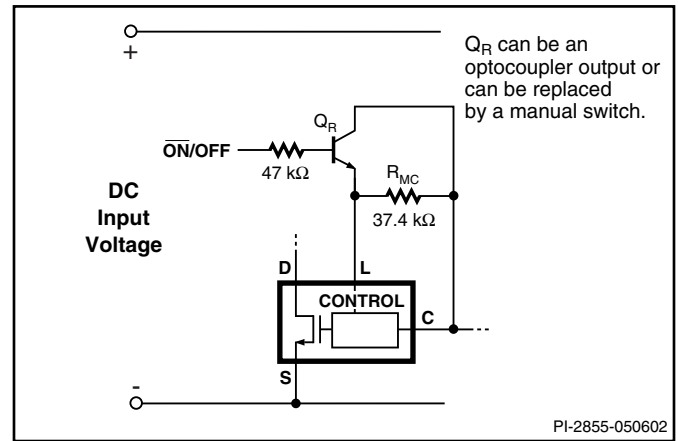 +
Q_R can be an
optocoupler output or
can be replaced
by a manual switch.
Q_R
ON/OFF
47 kΩ
R_MC
37.4 kΩ
DC
Input
Voltage
D
L
CONTROL
C
S
-
PI-2855-050602